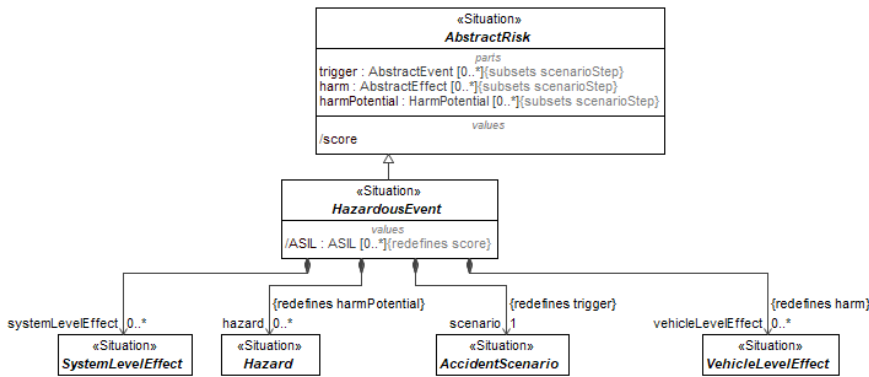 «Situation»
AbstractRisk
parts
trigger : AbstractEvent [0..*]{subsets scenarioStep}
harm : AbstractEffect [0..*]{subsets scenarioStep}
harmPotential : HarmPotential [0..*]{subsets scenarioStep}
values
/score
«Situation»
HazardousEvent
values
/ASIL : ASIL [0..*]{redefines score}
{redefines harmPotential}
{redefines trigger}
{redefines harm}
systemLevelEffect 0..*
hazard 0..*
scenario 1
vehicleLevelEffect 0..*
«Situation»
SystemLevelEffect
«Situation»
Hazard
«Situation»
AccidentScenario
«Situation»
VehicleLevelEffect